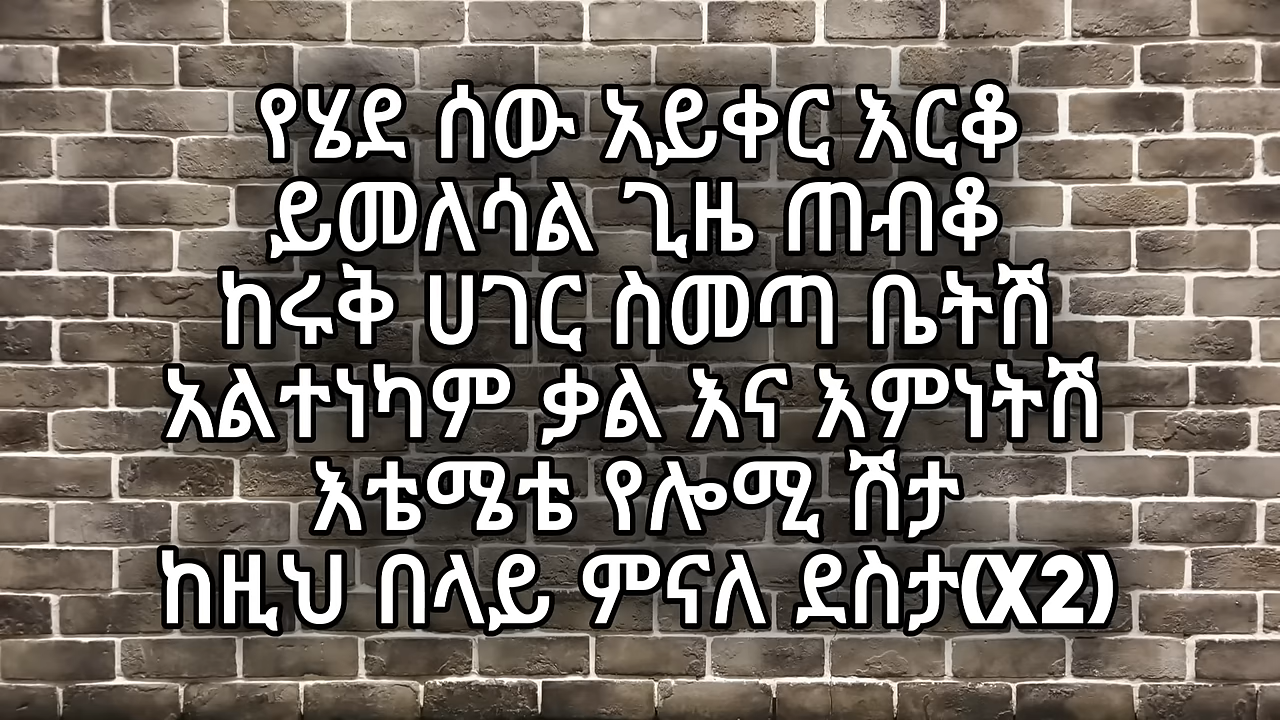 የሄደ ሰው አይቀር እርቆ
ይመለሳል ጊዜ ጠብቆ
ከሩቅ ሀገር ስመጣ ቤትሽ
አልተነካም ቃል እና እምነትሽ
እቴሜቴ የሎሚ ሽታ
ከዚህ በላይ ምናለ ደስታ(X2)